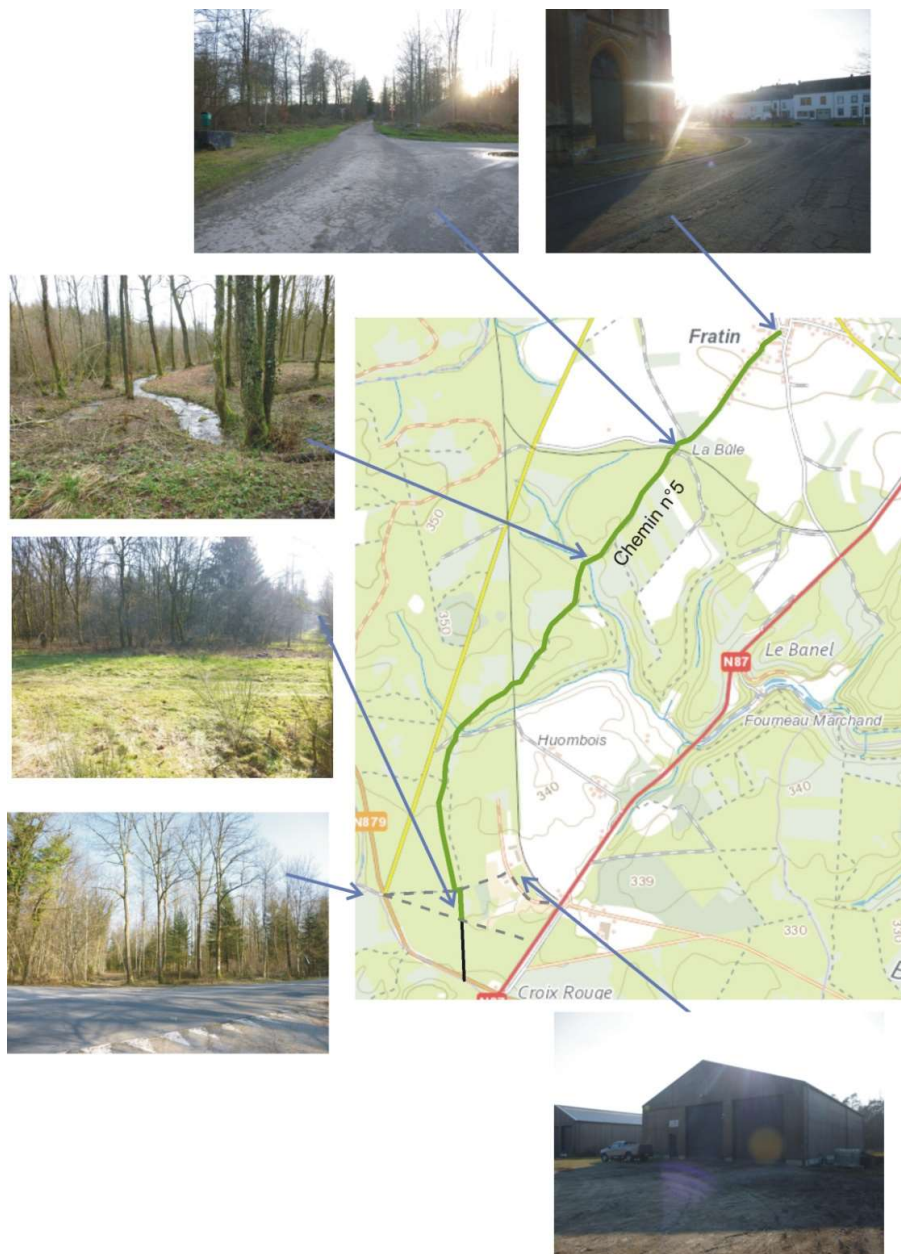 Fratin
La Bûle
Chemin n°5
350
350
N87
Le Banel
Fourneau Marchand
Huombois
340
340
N879
339
330
Croix Rouge